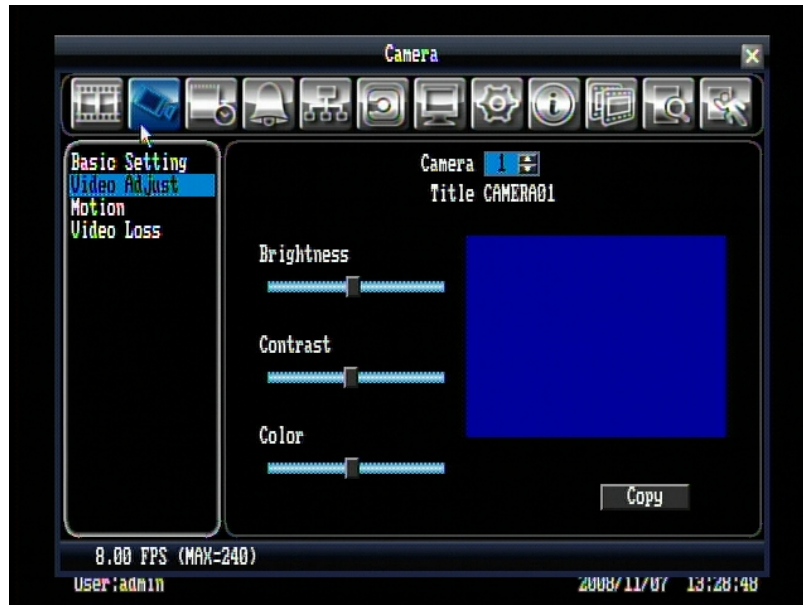 Camera
Basic Setting
Video Adjust
Motion
Video Loss
Camera 1
Title CAMERA01
Brightness
Contrast
Color
Copy
8.00 FPS (MAX=240)
User:admin 2008/11/07 13:28:48